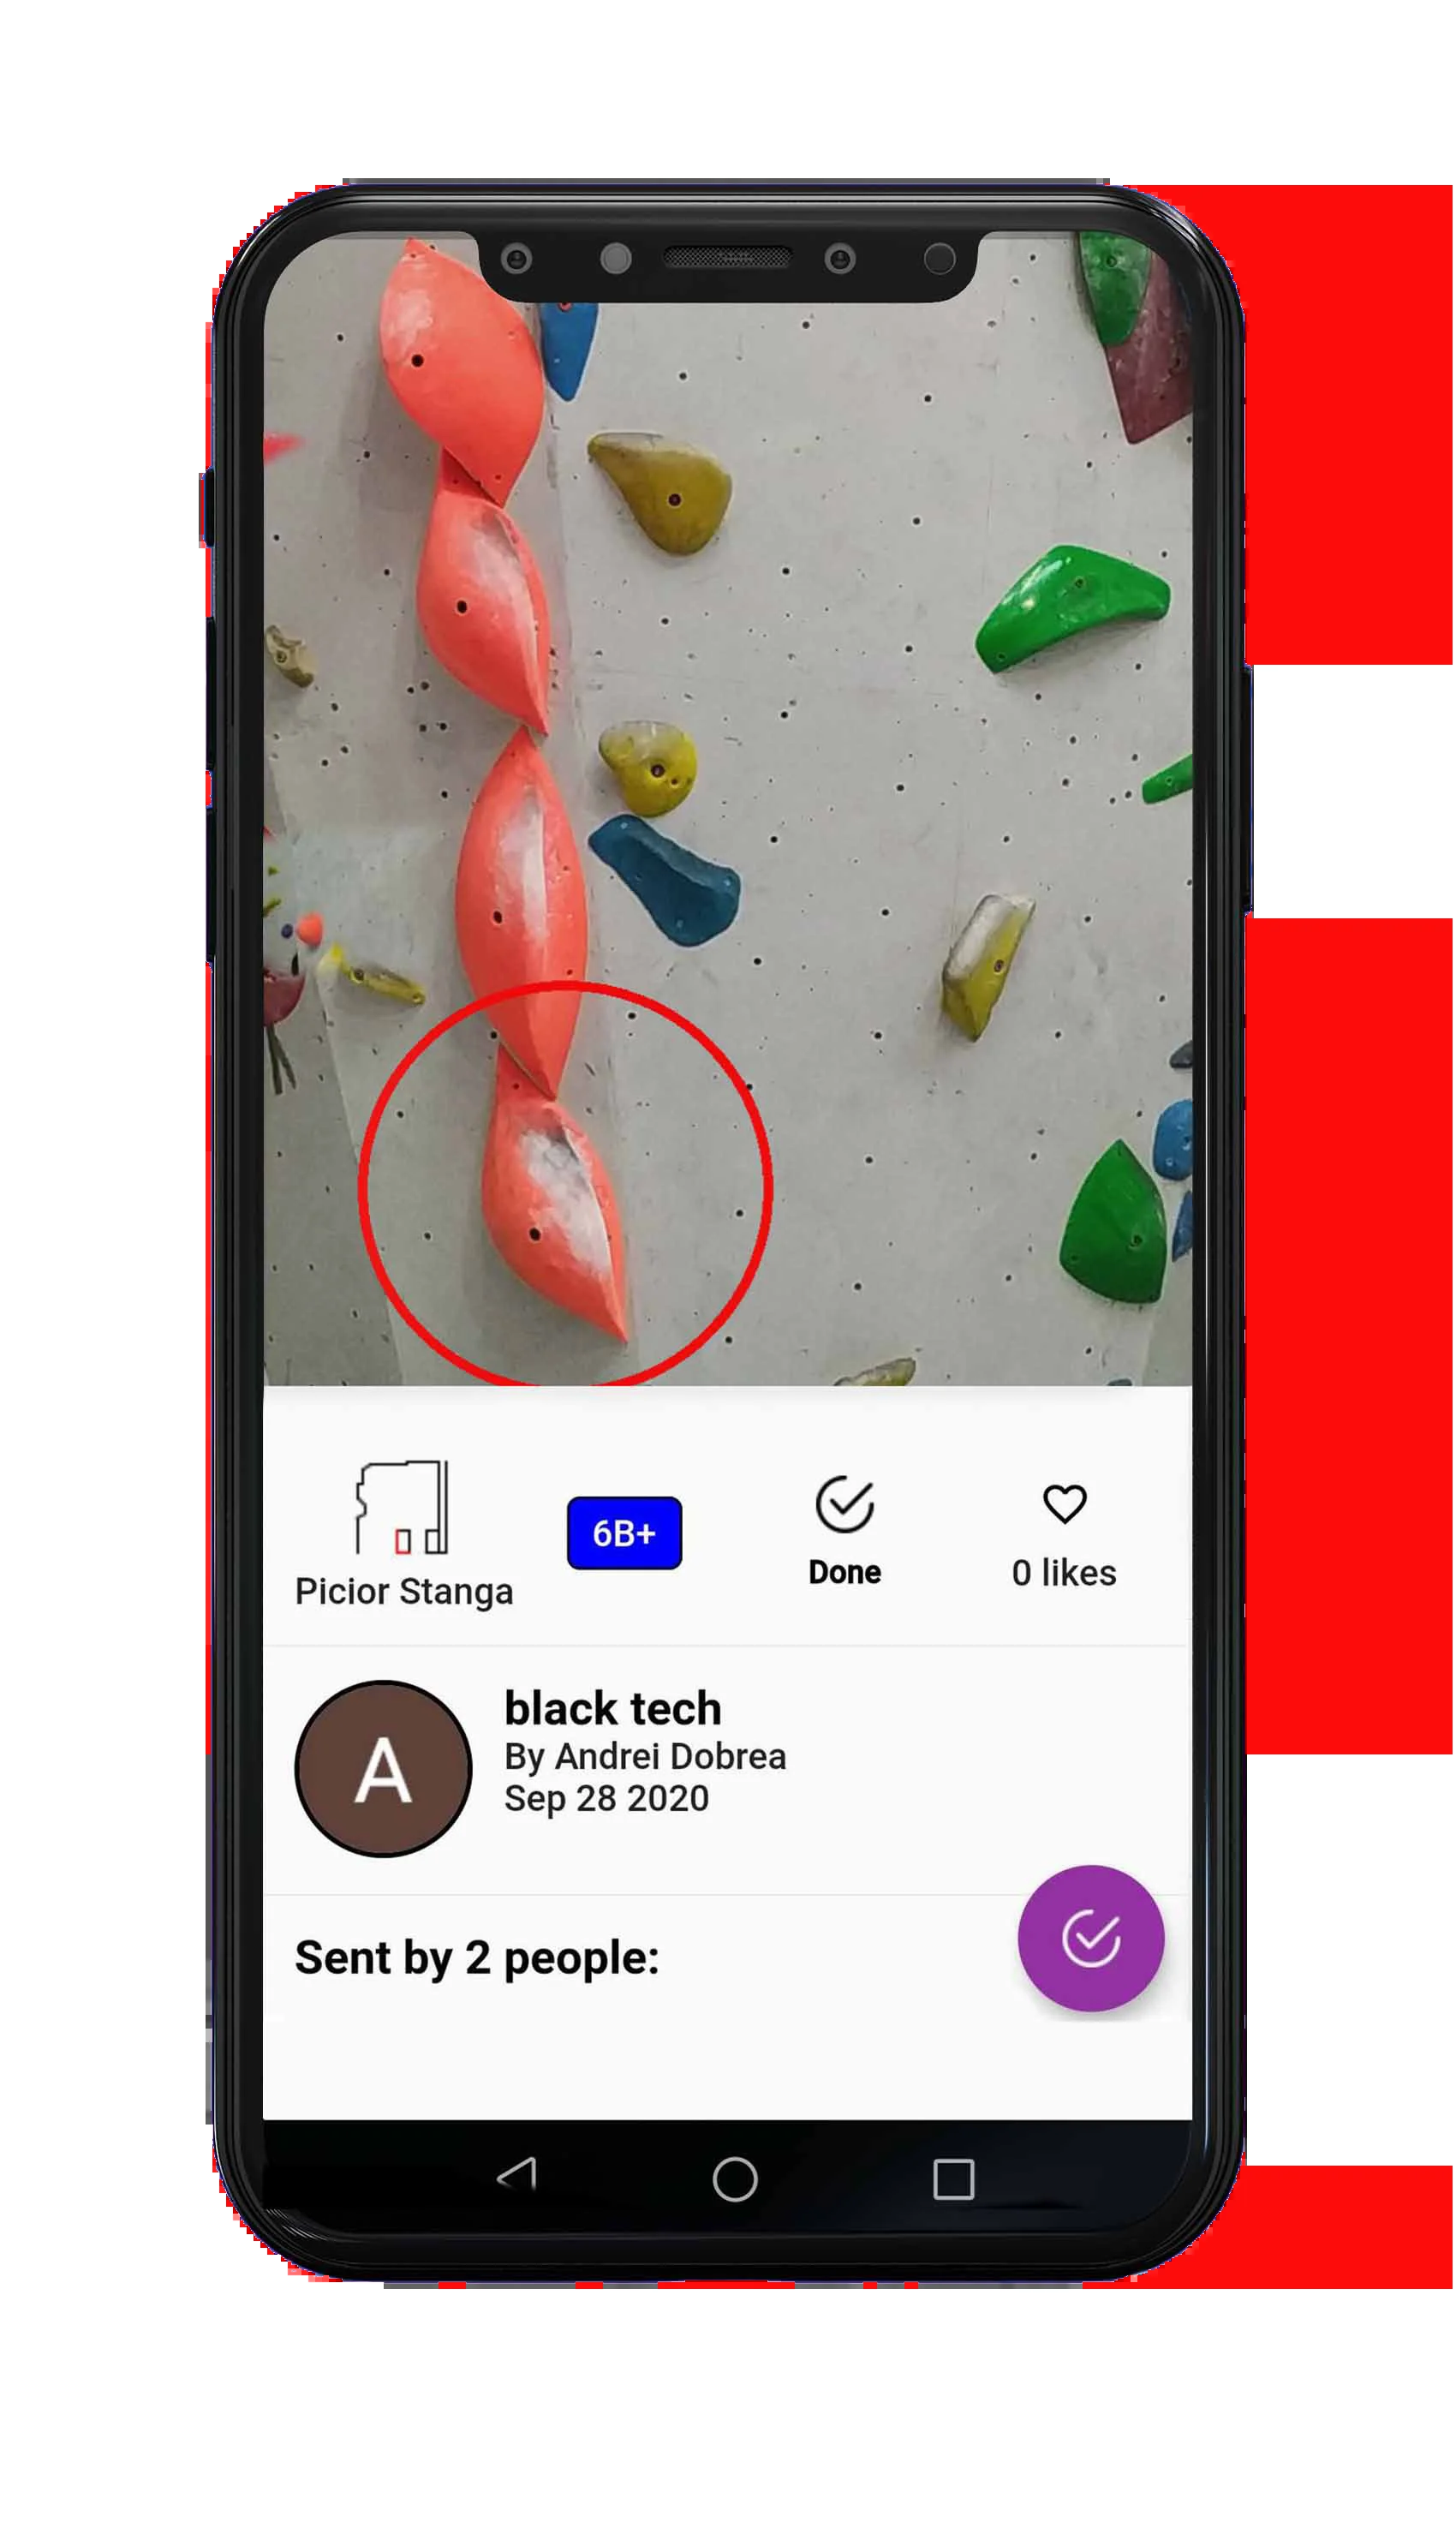 Picior Stanga
6B+
Done
0 likes
A
black tech
By Andrei Dobrea
Sep 28 2020
Sent by 2 people: